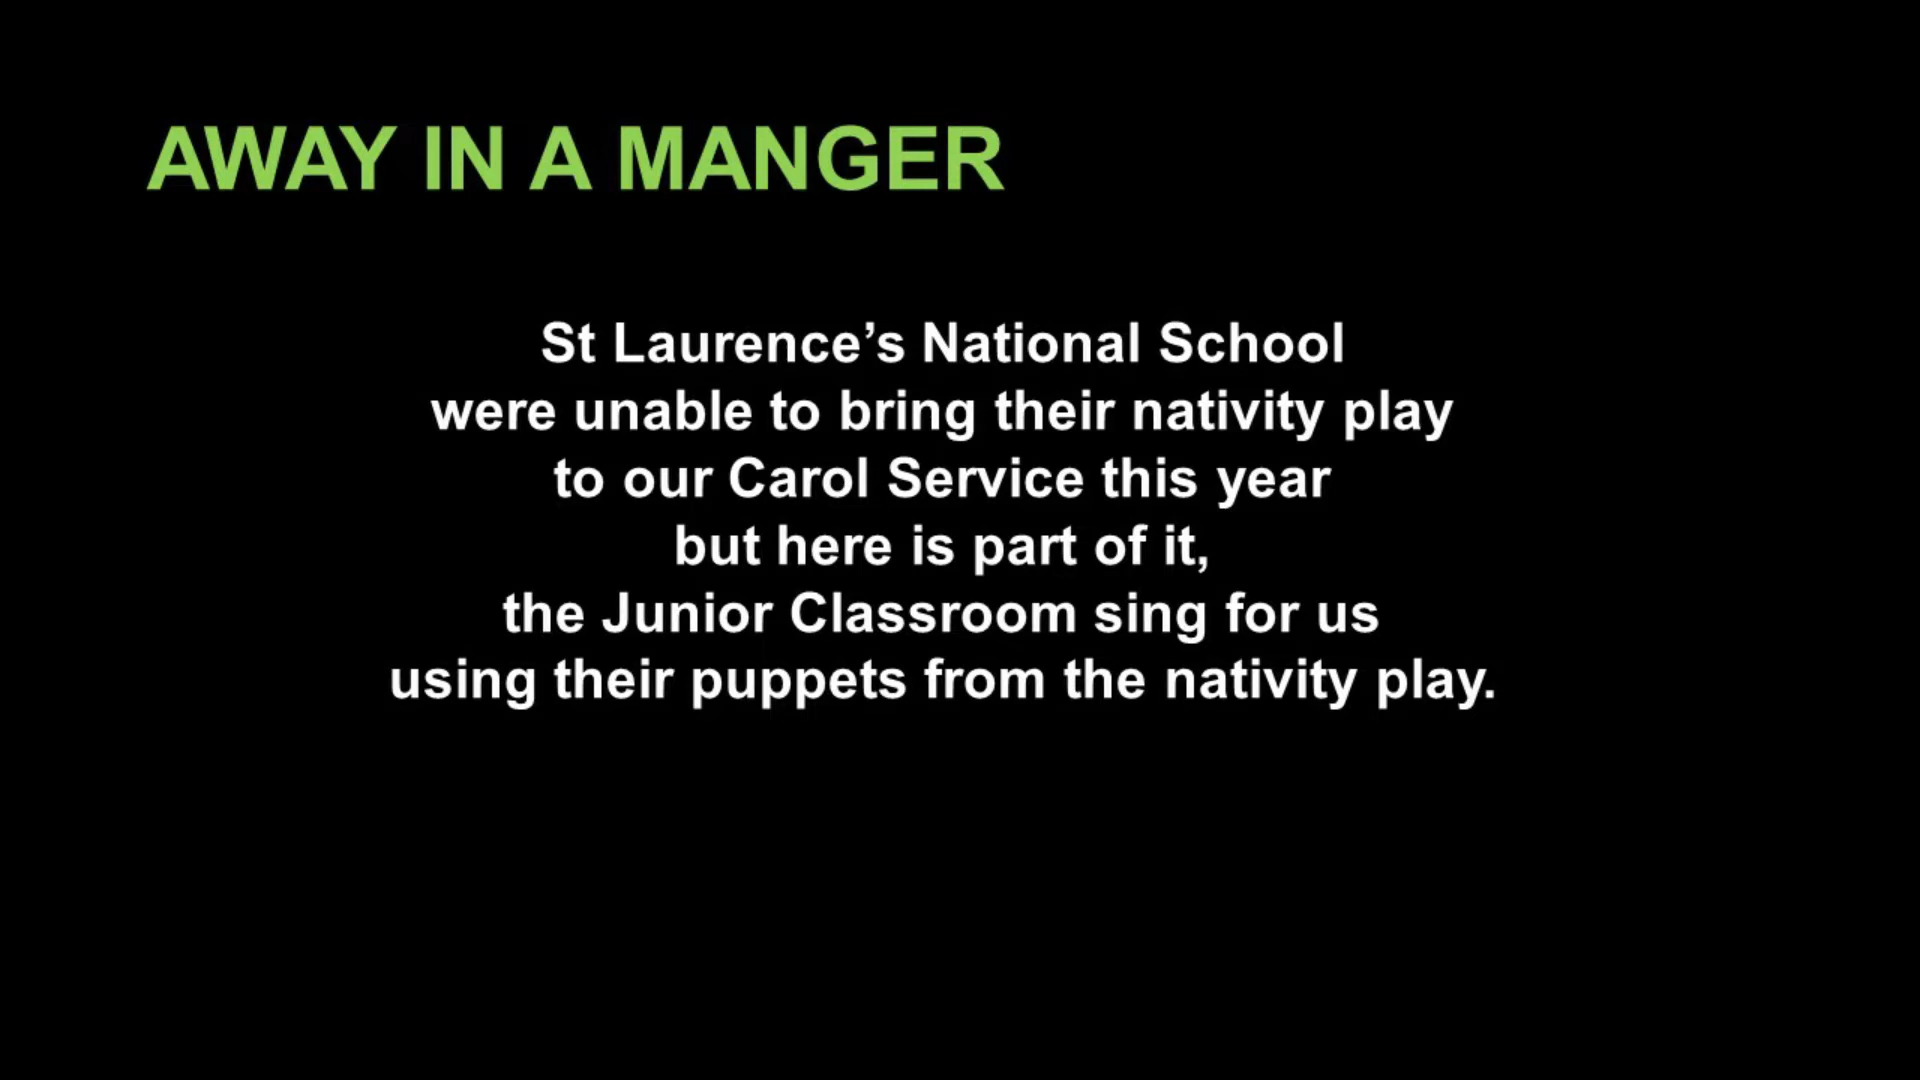 AWAY IN A MANGER
St Laurence’s National School
were unable to bring their nativity play
to our Carol Service this year
but here is part of it,
the Junior Classroom sing for us
using their puppets from the nativity play.